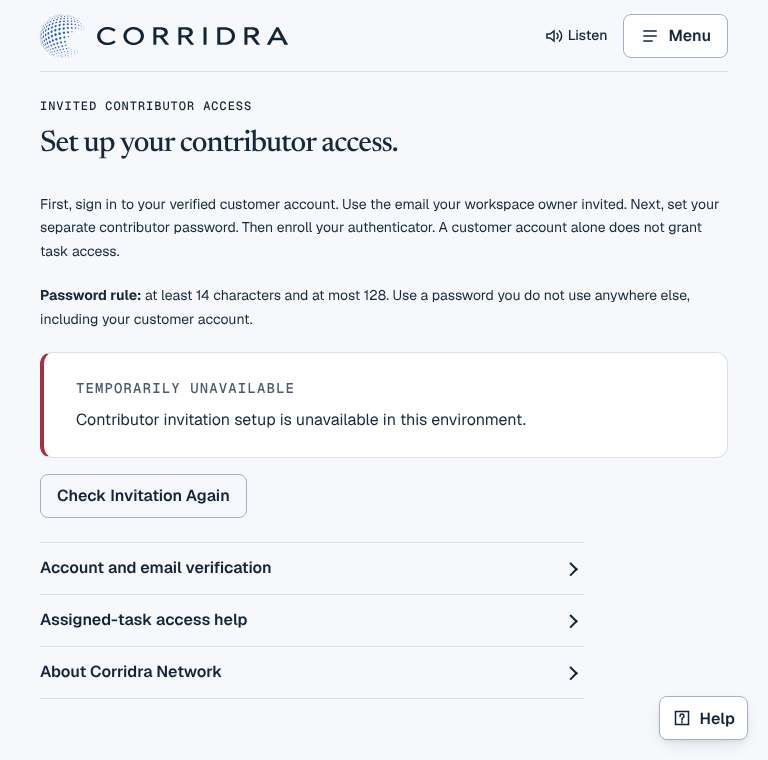 CORRIDRA
Listen
Menu
INVITED CONTRIBUTOR ACCESS
Set up your contributor access.
First, sign in to your verified customer account. Use the email your workspace owner invited. Next, set your
separate contributor password. Then enroll your authenticator. A customer account alone does not grant
task access.
Password rule: at least 14 characters and at most 128. Use a password you do not use anywhere else,
including your customer account.
TEMPORARILY UNAVAILABLE
Contributor invitation setup is unavailable in this environment.
Check Invitation Again
Account and email verification
Assigned-task access help
About Corridra Network
Help